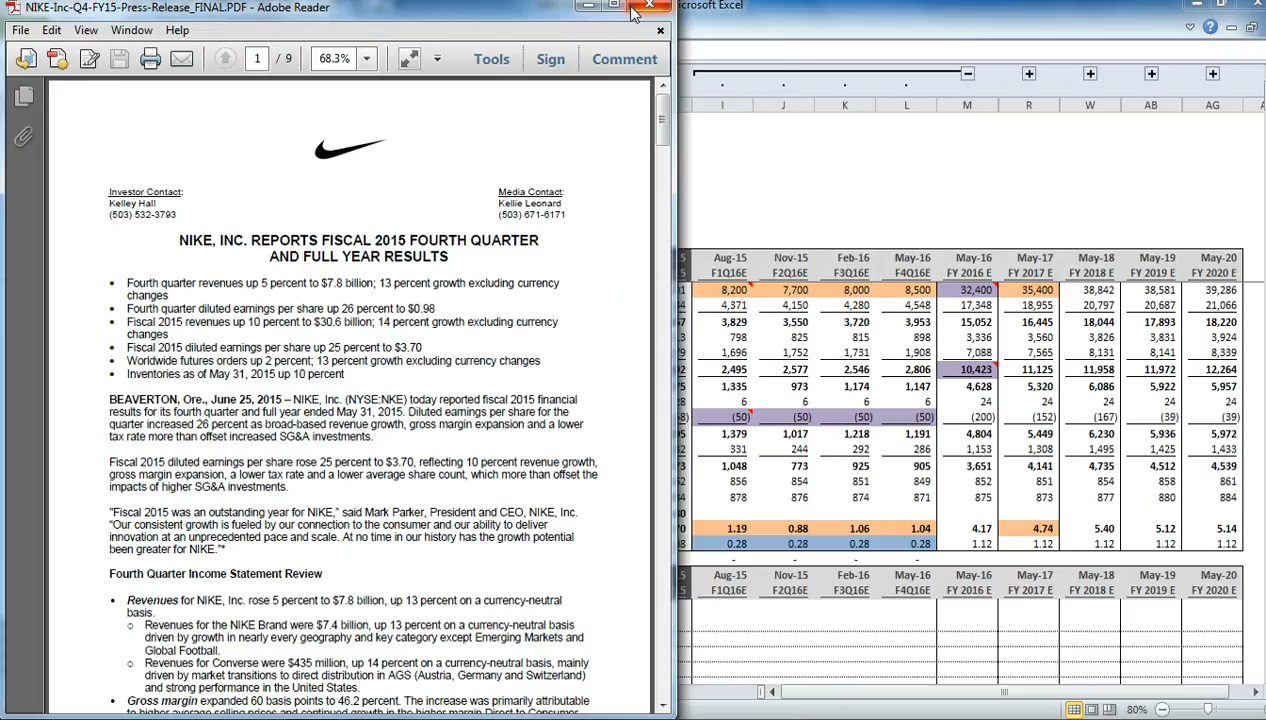 NIKE-Inc-Q4-FY15-Press-Release_FINAL.PDF - Adobe Reader
File Edit View Window Help
1 / 9 68.3% Tools Sign Comment
Investor Contact: Media Contact:
Kelley Hall Kellie Leonard
(503) 532-3793 (503) 671-6171
NIKE, INC. REPORTS FISCAL 2015 FOURTH QUARTER
AND FULL YEAR RESULTS
• Fourth quarter revenues up 5 percent to $7.8 billion; 13 percent growth excluding currency
changes
• Fourth quarter diluted earnings per share up 26 percent to $0.98
• Fiscal 2015 revenues up 10 percent to $30.6 billion; 14 percent growth excluding currency
changes
• Fiscal 2015 diluted earnings per share up 25 percent to $3.70
• Worldwide futures orders up 2 percent; 13 percent growth excluding currency changes
• Inventories as of May 31, 2015 up 10 percent
BEAVERTON, Ore., June 25, 2015 – NIKE, Inc. (NYSE:NKE) today reported fiscal 2015 financial
results for its fourth quarter and full year ended May 31, 2015. Diluted earnings per share for the
quarter increased 26 percent as broad-based revenue growth, gross margin expansion and a lower
tax rate more than offset increased SG&A investments.
Fiscal 2015 diluted earnings per share rose 25 percent to $3.70, reflecting 10 percent revenue growth,
gross margin expansion, a lower tax rate and a lower average share count, which more than offset the
impacts of higher SG&A investments.
"Fiscal 2015 was an outstanding year for NIKE," said Mark Parker, President and CEO, NIKE, Inc.
"Our consistent growth is fueled by our connection to the consumer and our ability to deliver
innovation at an unprecedented pace and scale. At no time in our history has the growth potential
been greater for NIKE."*
Fourth Quarter Income Statement Review
• Revenues for NIKE, Inc. rose 5 percent to $7.8 billion, up 13 percent on a currency-neutral
basis.
o Revenues for the NIKE Brand were $7.4 billion, up 13 percent on a currency-neutral basis
driven by growth in nearly every geography and key category except Emerging Markets and
Global Football.
o Revenues for Converse were $435 million, up 14 percent on a currency-neutral basis, mainly
driven by market transitions to direct distribution in AGS (Austria, Germany and Switzerland)
and strong performance in the United States.
• Gross margin expanded 60 basis points to 46.2 percent. The increase was primarily attributable
to higher average selling prices and continued growth in the higher margin Direct to Consumer
Microsoft Excel
I J K L M R W AB AG
Aug-15 Nov-15 Feb-16 May-16 May-16 May-17 May-18 May-19 May-20
F1Q16E F2Q16E F3Q16E F4Q16E FY 2016 E FY 2017 E FY 2018 E FY 2019 E FY 2020 E
8,200 7,700 8,000 8,500 32,400 35,400 38,842 38,581 39,286
4,371 4,150 4,280 4,548 17,348 18,955 20,797 20,687 21,066
3,829 3,550 3,720 3,953 15,052 16,445 18,044 17,893 18,220
798 825 815 898 3,336 3,560 3,826 3,831 3,924
1,696 1,752 1,731 1,908 7,088 7,565 8,131 8,141 8,339
2,495 2,577 2,546 2,806 10,423 11,125 11,958 11,972 12,264
1,335 973 1,174 1,147 4,628 5,320 6,086 5,922 5,957
6 6 6 6 24 24 24 24 24
(50) (50) (50) (50) (200) (152) (167) (39) (39)
1,379 1,017 1,218 1,191 4,804 5,449 6,230 5,936 5,972
331 244 292 286 1,153 1,308 1,495 1,425 1,433
1,048 773 925 905 3,651 4,141 4,735 4,512 4,539
856 854 851 849 852 851 854 858 861
878 876 874 871 875 873 877 880 884
1.19 0.88 1.06 1.04 4.17 4.74 5.40 5.12 5.14
0.28 0.28 0.28 0.28 1.12 1.12 1.12 1.12 1.12
- - - -
Aug-15 Nov-15 Feb-16 May-16 May-16 May-17 May-18 May-19 May-20
F1Q16E F2Q16E F3Q16E F4Q16E FY 2016 E FY 2017 E FY 2018 E FY 2019 E FY 2020 E
80%